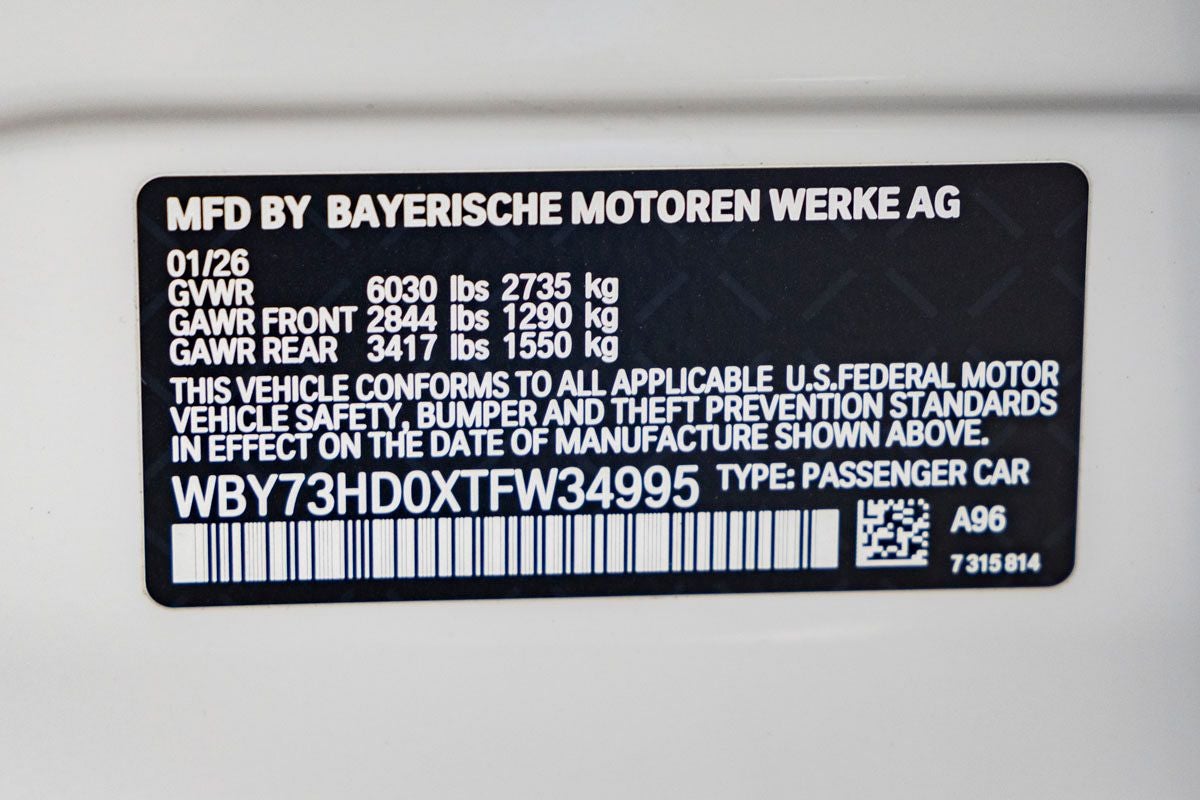 MFD BY BAYERISCHE MOTOREN WERKE AG
01/26
GVWR 6030 lbs 2735 kg
GAWR FRONT 2844 lbs 1290 kg
GAWR REAR 3417 lbs 1550 kg
THIS VEHICLE CONFORMS TO ALL APPLICABLE U.S.FEDERAL MOTOR
VEHICLE SAFETY, BUMPER AND THEFT PREVENTION STANDARDS
IN EFFECT ON THE DATE OF MANUFACTURE SHOWN ABOVE.
WBY73HD0XTFW34995 TYPE: PASSENGER CAR
A96
7 315 814